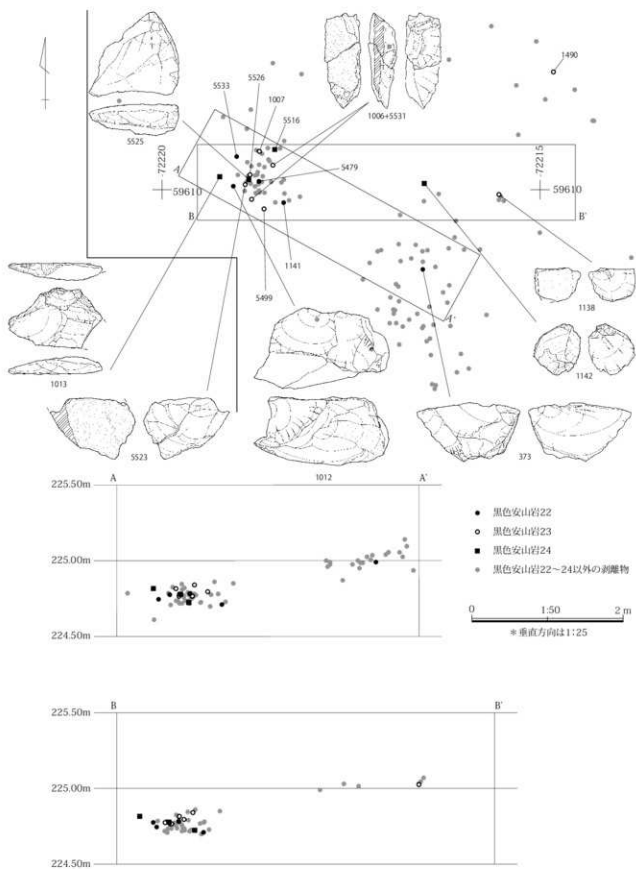 1490
5533
5526
1007
5516
1006+5531
5525
72220
72215
A
59610
5479
59610
B
B'
1141
5499
A'
1138
1142
1013
5523
1012
373
A
A'
225.50m
225.00m
224.50m
黒色安山岩22
黒色安山岩23
黒色安山岩24
黒色安山岩22～24以外の剥離物
0 1:50 2 m
＊垂直方向は1:25
B
B'
225.50m
225.00m
224.50m